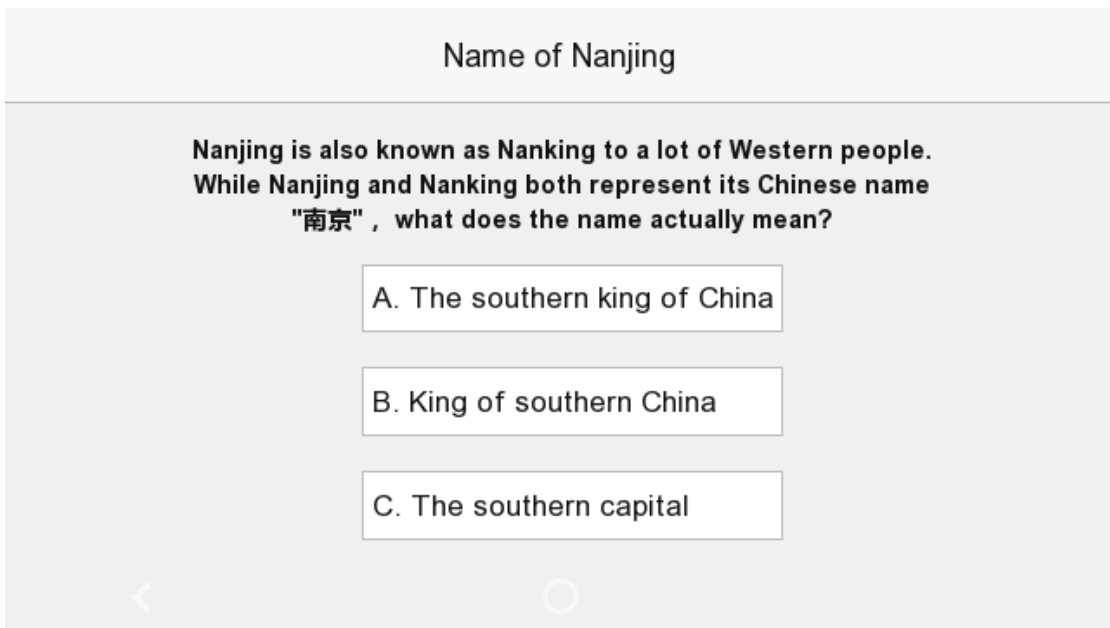 Name of Nanjing
Nanjing is also known as Nanking to a lot of Western people.
While Nanjing and Nanking both represent its Chinese name
"南京", what does the name actually mean?
A. The southern king of China
B. King of southern China
C. The southern capital